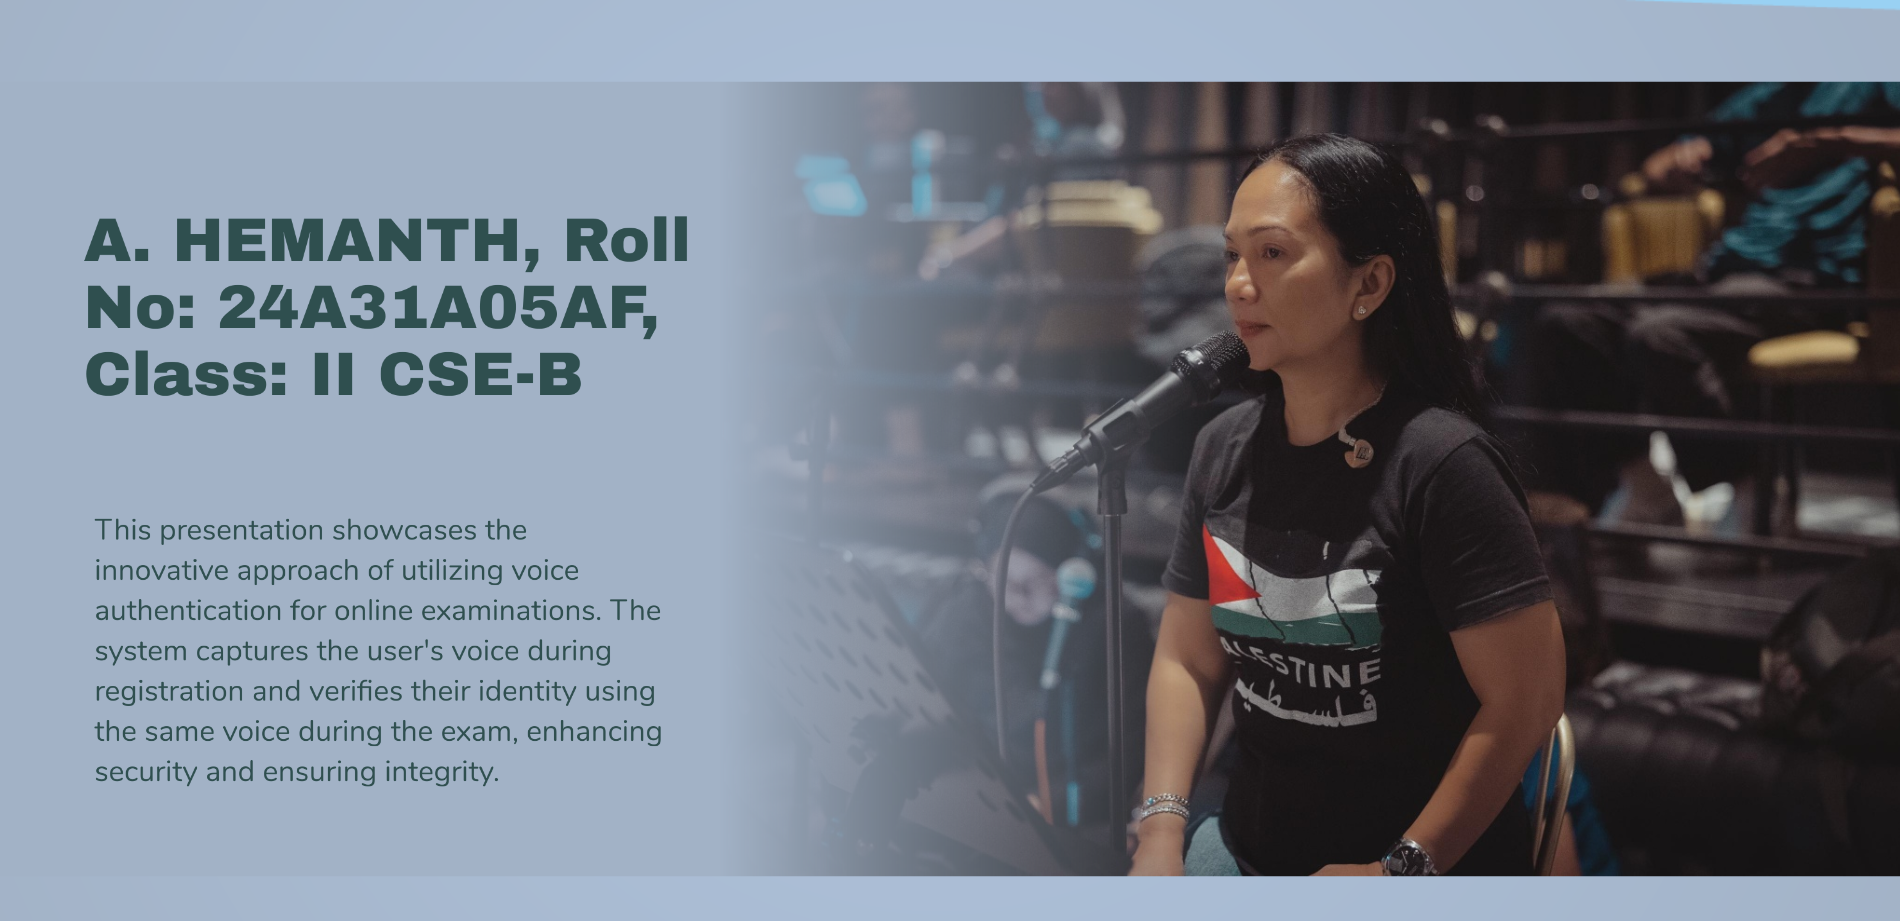 A. HEMANTH, Roll
No: 24A31A05AF,
Class: II CSE-B
This presentation showcases the
innovative approach of utilizing voice
authentication for online examinations. The
system captures the user's voice during
registration and verifies their identity using
the same voice during the exam, enhancing
security and ensuring integrity.
ALESTINE